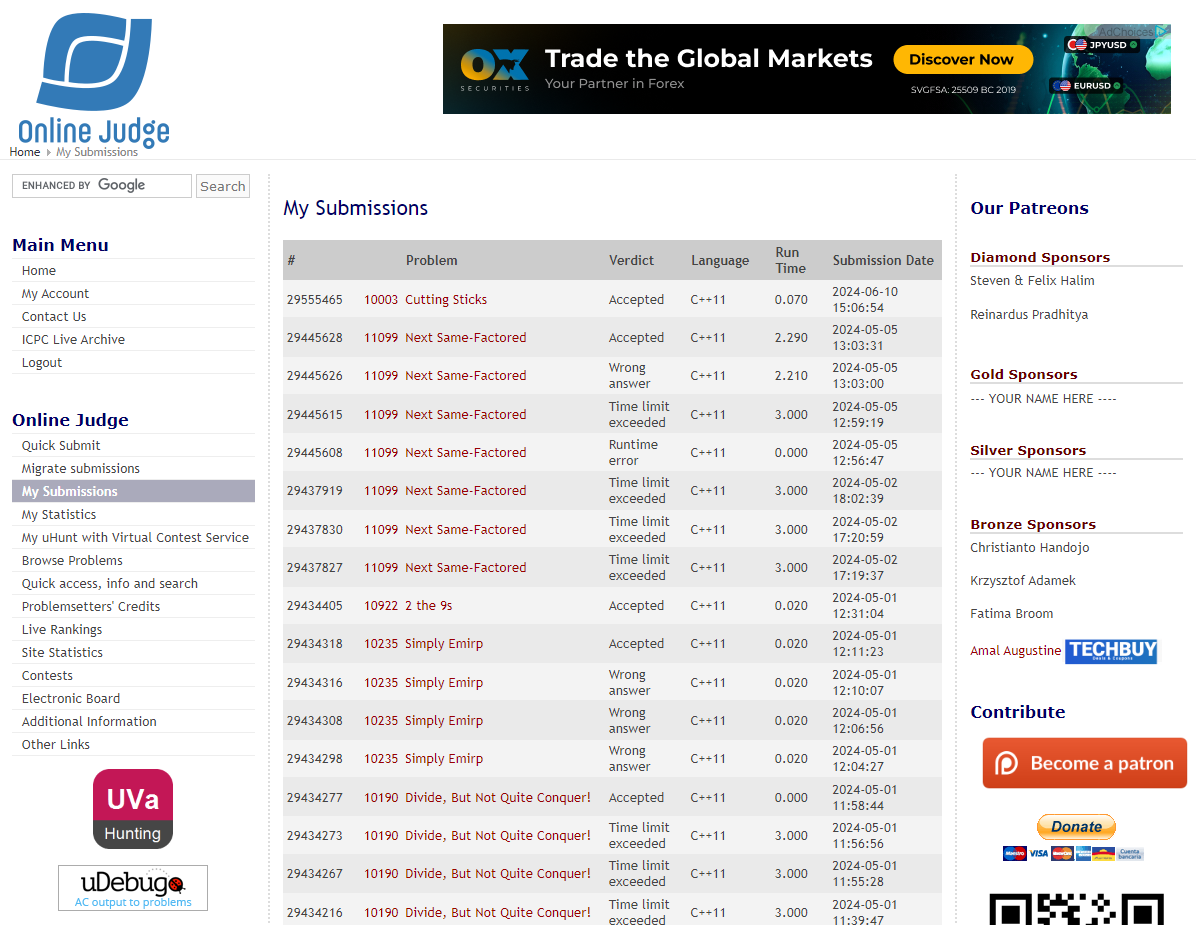 AdChoices
OX
SECURITIES
Trade the Global Markets
Your Partner in Forex
Discover Now
SVGFSA: 25509 BC 2019
JPYUSD
EURUSD
Online Judge
Home My Submissions
ENHANCED BY Google Search
Main Menu
Home
My Account
Contact Us
ICPC Live Archive
Logout
Online Judge
Quick Submit
Migrate submissions
My Submissions
My Statistics
My uHunt with Virtual Contest Service
Browse Problems
Quick access, info and search
Problemsetters' Credits
Live Rankings
Site Statistics
Contests
Electronic Board
Additional Information
Other Links
UVa
Hunting
uDebug
AC output to problems
My Submissions
# Problem Verdict Language Run Time Submission Date
29555465 10003 Cutting Sticks Accepted C++11 0.070 2024-06-10 15:06:54
29445628 11099 Next Same-Factored Accepted C++11 2.290 2024-05-05 13:03:31
29445626 11099 Next Same-Factored Wrong answer C++11 2.210 2024-05-05 13:03:00
29445615 11099 Next Same-Factored Time limit exceeded C++11 3.000 2024-05-05 12:59:19
29445608 11099 Next Same-Factored Runtime error C++11 0.000 2024-05-05 12:56:47
29437919 11099 Next Same-Factored Time limit exceeded C++11 3.000 2024-05-02 18:02:39
29437830 11099 Next Same-Factored Time limit exceeded C++11 3.000 2024-05-02 17:20:59
29437827 11099 Next Same-Factored Time limit exceeded C++11 3.000 2024-05-02 17:19:37
29434405 10922 2 the 9s Accepted C++11 0.020 2024-05-01 12:31:04
29434318 10235 Simply Emirp Accepted C++11 0.020 2024-05-01 12:11:23
29434316 10235 Simply Emirp Wrong answer C++11 0.020 2024-05-01 12:10:07
29434308 10235 Simply Emirp Wrong answer C++11 0.020 2024-05-01 12:06:56
29434298 10235 Simply Emirp Wrong answer C++11 0.020 2024-05-01 12:04:27
29434277 10190 Divide, But Not Quite Conquer! Accepted C++11 0.000 2024-05-01 11:58:44
29434273 10190 Divide, But Not Quite Conquer! Time limit exceeded C++11 3.000 2024-05-01 11:56:56
29434267 10190 Divide, But Not Quite Conquer! Time limit exceeded C++11 3.000 2024-05-01 11:55:28
29434216 10190 Divide, But Not Quite Conquer! Time limit exceeded C++11 3.000 2024-05-01 11:39:47
Our Patreons
Diamond Sponsors
Steven & Felix Halim
Reinardus Pradhitya
Gold Sponsors
--- YOUR NAME HERE ----
Silver Sponsors
--- YOUR NAME HERE ----
Bronze Sponsors
Christianto Handojo
Krzysztof Adamek
Fatima Broom
Amal Augustine TECHBUY
Contribute
Become a patron
Donate
Maestro VISA
Cuenta bancaria